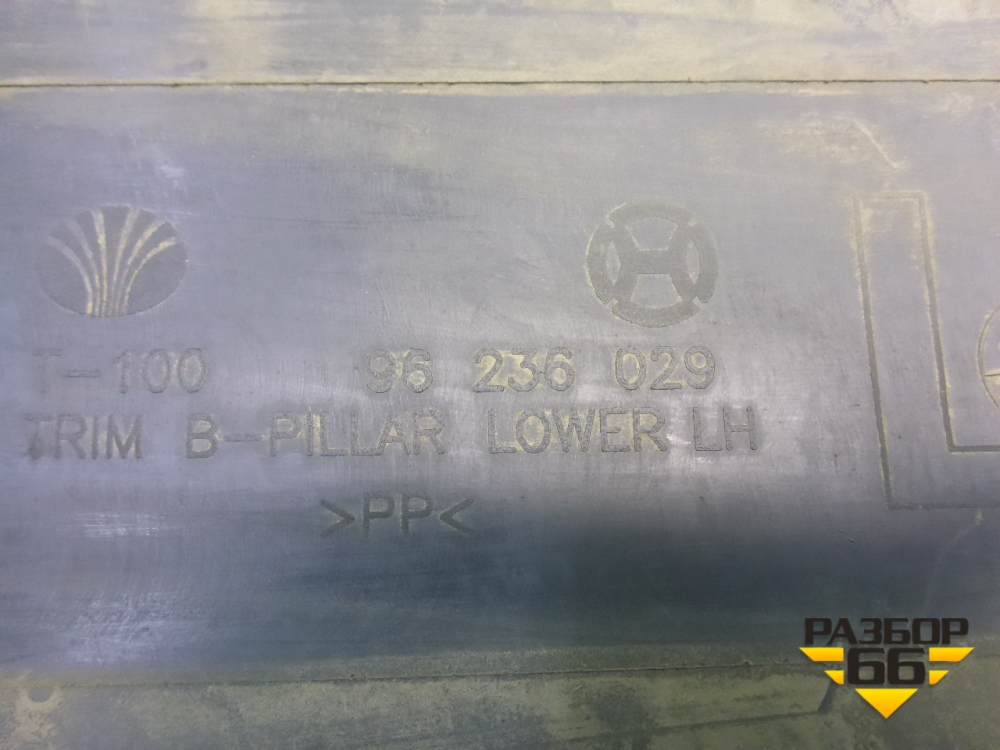 T-100 96 236 029
TRIM B-PILLAR LOWER LH
>PP<
L
РАЗБОР
66